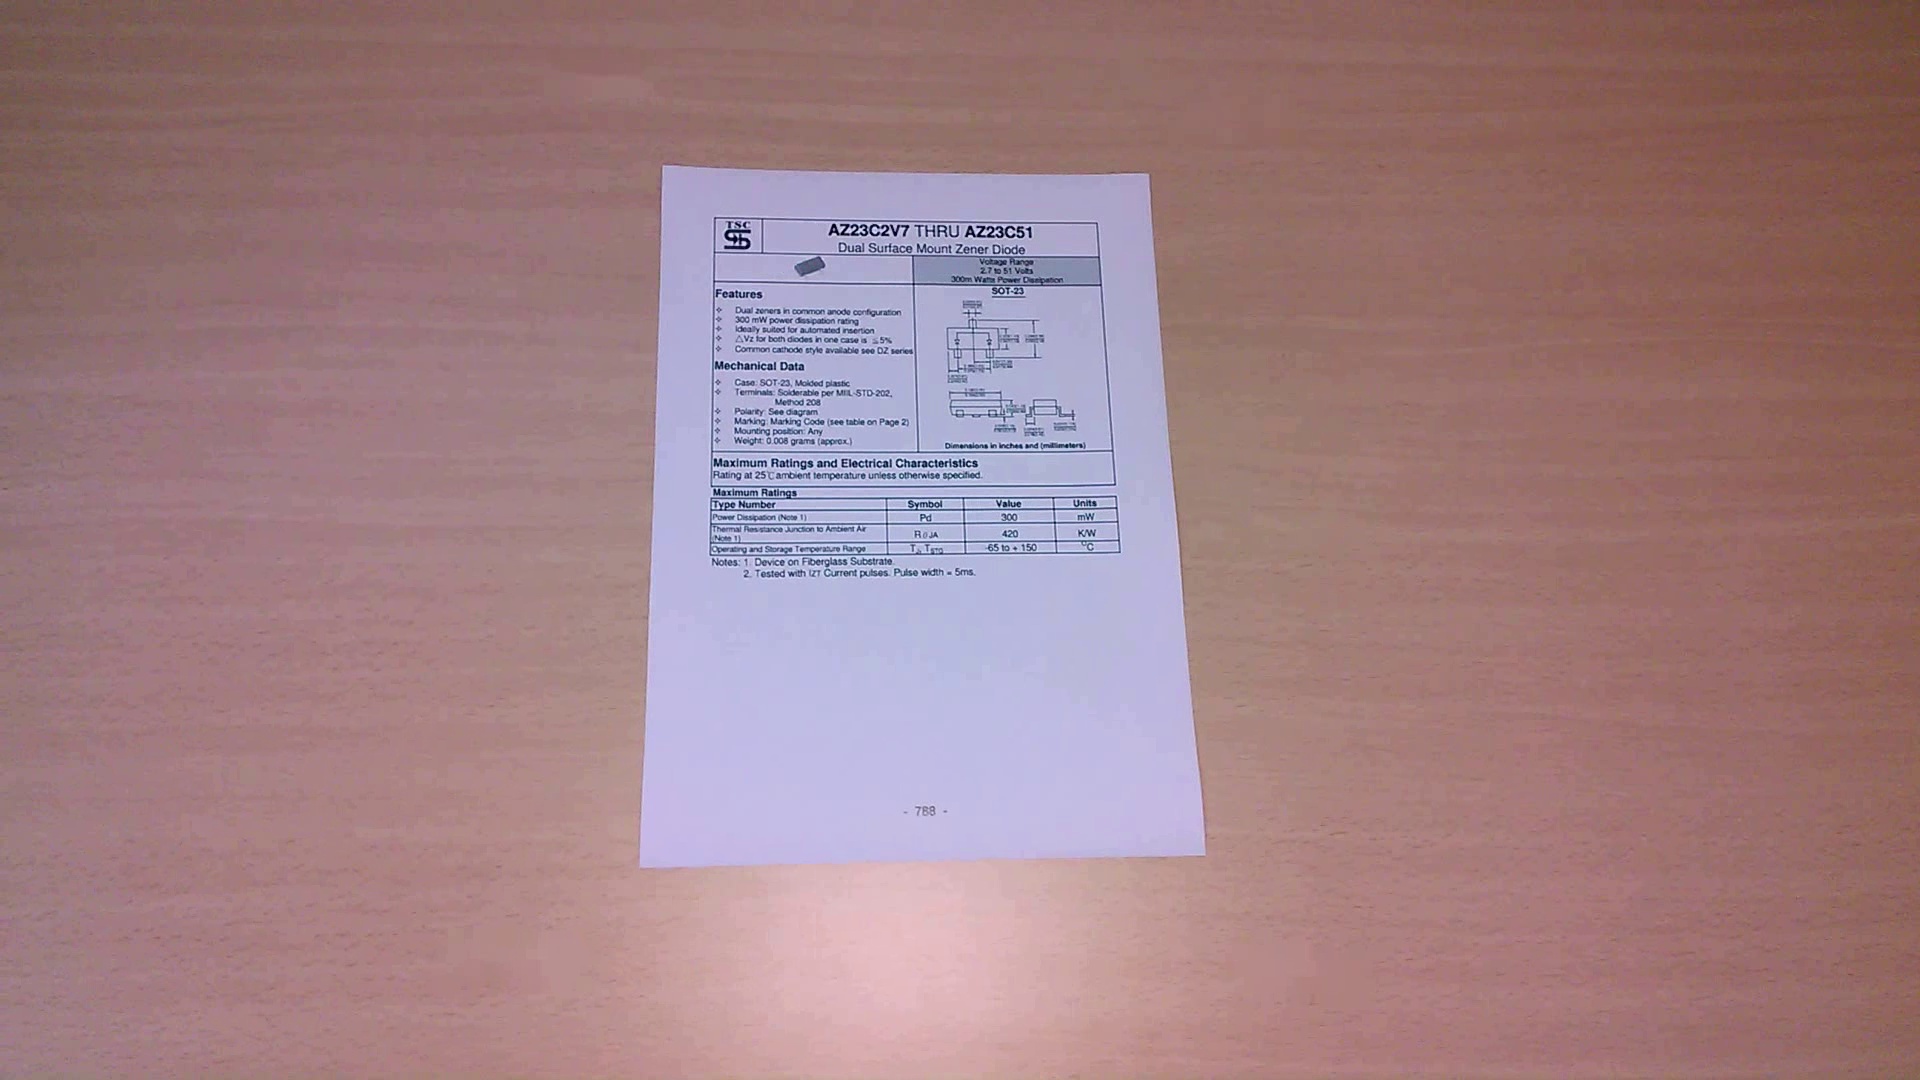 TSC
AZ23C2V7 THRU AZ23C51
Dual Surface Mount Zener Diode
Voltage Range
2.7 to 51 Volts
300m Watts Power Dissipation
SOT-23
Features
Dual zeners in common anode configuration
300 mW power dissipation rating
Ideally suited for automated insertion
△Vz for both diodes in one case is ≦5%
Common cathode style available see DZ series
Mechanical Data
Case: SOT-23, Molded plastic
Terminals: Solderable per MIL-STD-202,
Method 208
Polarity: See diagram
Marking: Marking Code (see table on Page 2)
Mounting position: Any
Weight: 0.008 grams (approx.)
Dimensions in inches and (millimeters)
Maximum Ratings and Electrical Characteristics
Rating at 25℃ ambient temperature unless otherwise specified.
Maximum Ratings
Type Number Symbol Value Units
Power Dissipation (Note 1) Pd 300 mW
Thermal Resistance Junction to Ambient Air
(Note 1) RθJA 420 K/W
Operating and Storage Temperature Range TJ, TSTG -65 to + 150 °C
Notes: 1. Device on Fiberglass Substrate.
2. Tested with IZT Current pulses. Pulse width = 5ms.
- 788 -